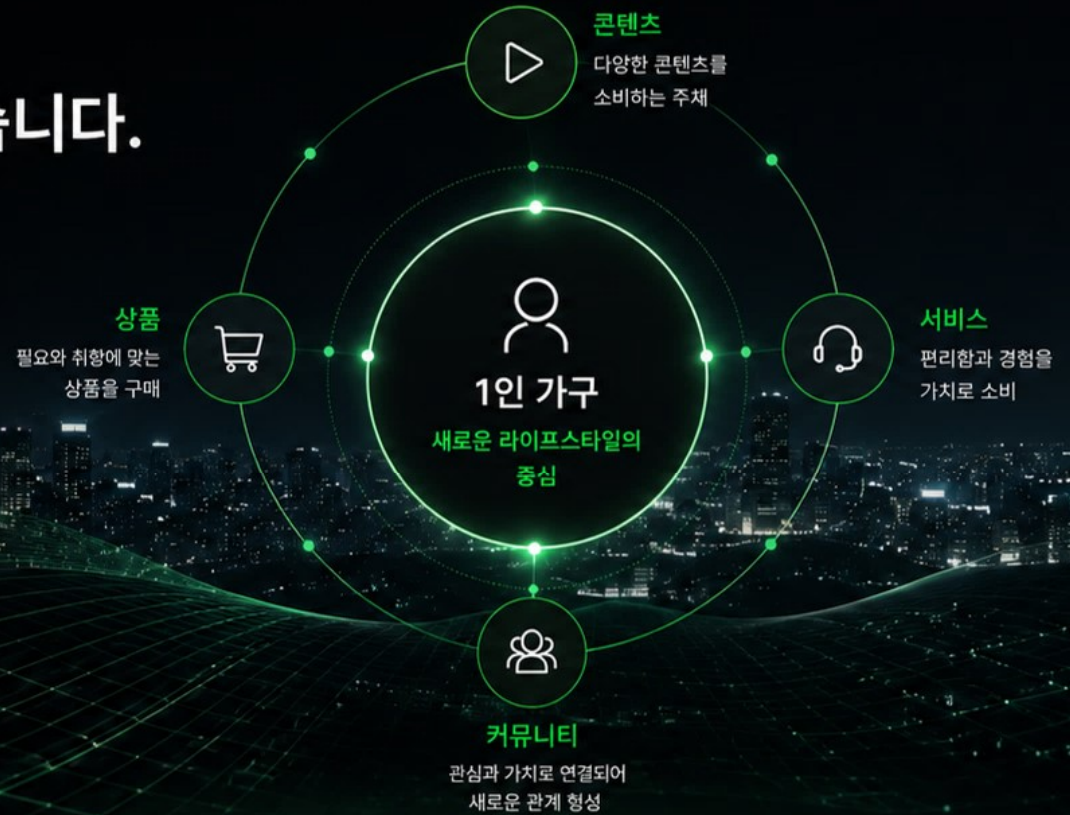 콘텐츠
다양한 콘텐츠를
소비하는 주채
습니다.
상품
필요와 취항에 맞는
상품을 구매
1인 가구
새로운 라이프스타일의
중심
서비스
편리합과 경험을
가치로 소비
커뮤니티
관심과 가치로 연결되어
새로운 관계 형성